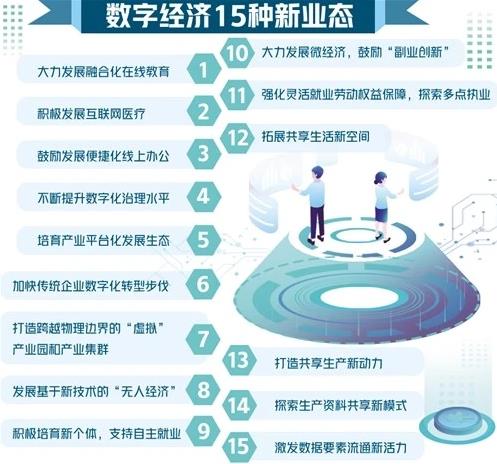 数字经济15种新业态
大力发展融合化在线教育 1
积极发展互联网医疗 2
鼓励发展便捷化线上办公 3
不断提升数字化治理水平 4
培育产业平台化发展生态 5
加快传统企业数字化转型步伐 6
打造跨越物理边界的“虚拟”
产业园和产业集群 7
发展基于新技术的“无人经济” 8
积极培育新个体，支持自主就业 9
10 大力发展微经济，鼓励“副业创新”
11 强化灵活就业劳动权益保障，探索多点执业
12 拓展共享生活新空间
13 打造共享生产新动力
14 探索生产资料共享新模式
15 激发数据要素流通新活力